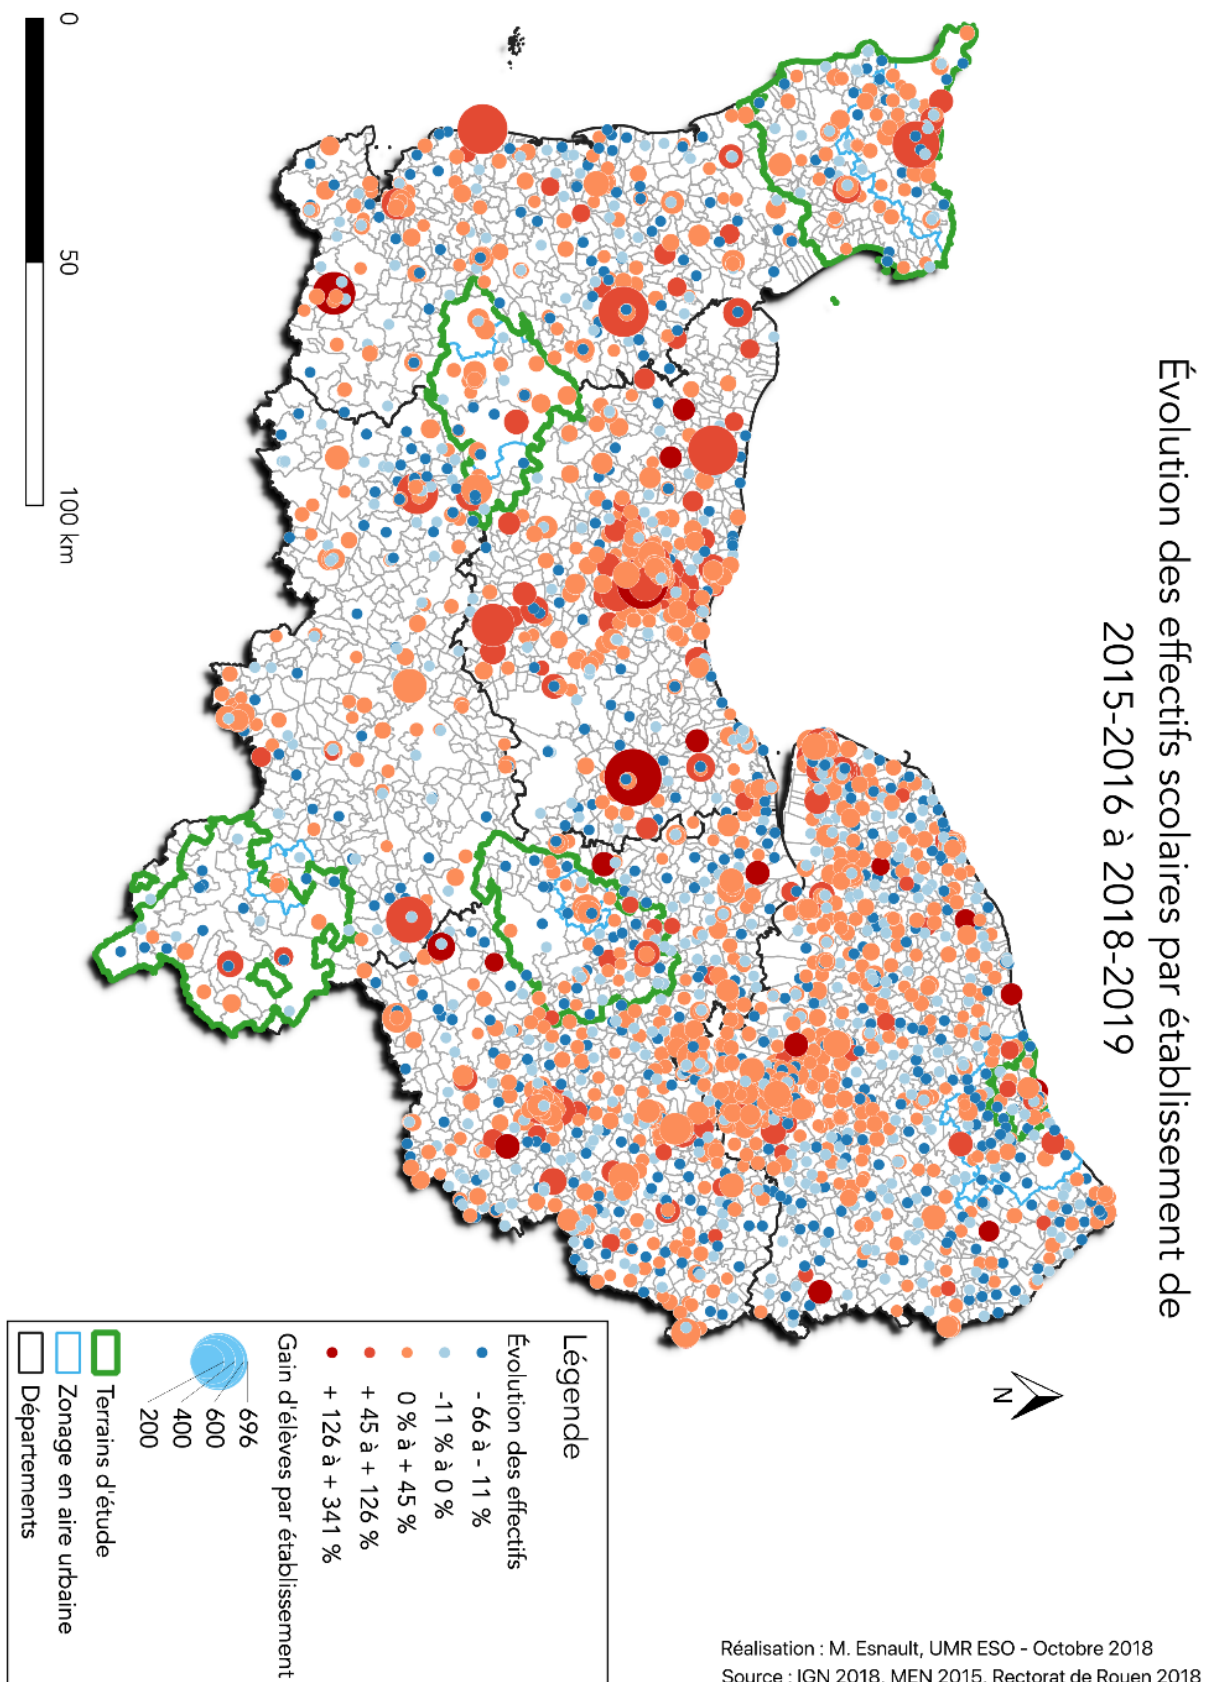 Évolution des effectifs scolaires par établissement de
2015-2016 à 2018-2019
0
50
100 km
N
Légende
Évolution des effectifs
- 66 à - 11 %
-11 % à 0 %
0 % à + 45 %
+ 45 à + 126 %
+ 126 à + 341 %
Gain d'élèves par établissement
696
600
400
200
Terrains d'étude
Zonage en aire urbaine
Départements
Réalisation : M. Esnault, UMR ESO - Octobre 2018
Source : IGN 2018, MEN 2015, Rectorat de Rouen 2018